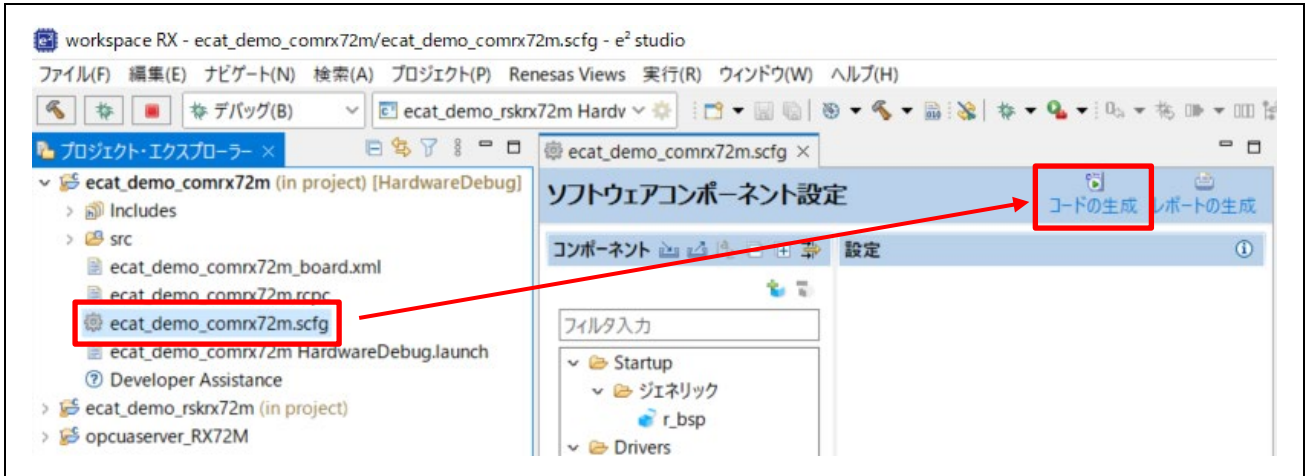 workspace RX - ecat_demo_comrx72m/ecat_demo_comrx72m.scfg - e² studio
ファイル(F) 編集(E) ナビゲート(N) 検索(A) プロジェクト(P) Renesas Views 実行(R) ウィンドウ(W) ヘルプ(H)
デバッグ(B) ecat_demo_rskrx72m Hardv
プロジェクト・エクスプローラー
ecat_demo_comrx72m.scfg
ecat_demo_comrx72m (in project) [HardwareDebug]
Includes
src
ecat_demo_comrx72m_board.xml
ecat_demo_comrx72m.rcpc
ecat_demo_comrx72m.scfg
ecat_demo_comrx72m HardwareDebug.launch
Developer Assistance
ecat_demo_rskrx72m (in project)
opcuaserver_RX72M
ソフトウェアコンポーネント設定
コードの生成 レポートの生成
コンポーネント 設定
フィルタ入力
Startup
ジェネリック
r_bsp
Drivers